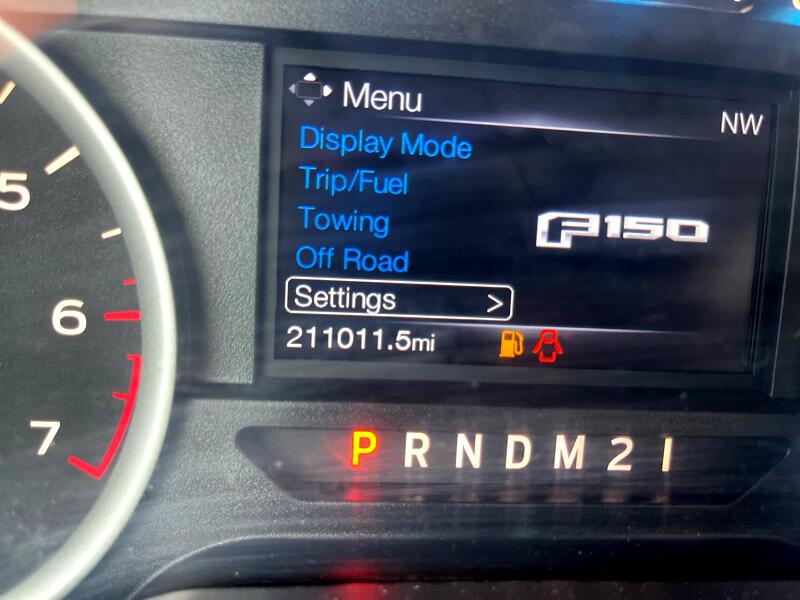 Menu
NW
Display Mode
Trip/Fuel
Towing
F150
Off Road
Settings >
211011.5mi
P R N D M 2 1
5
6
7